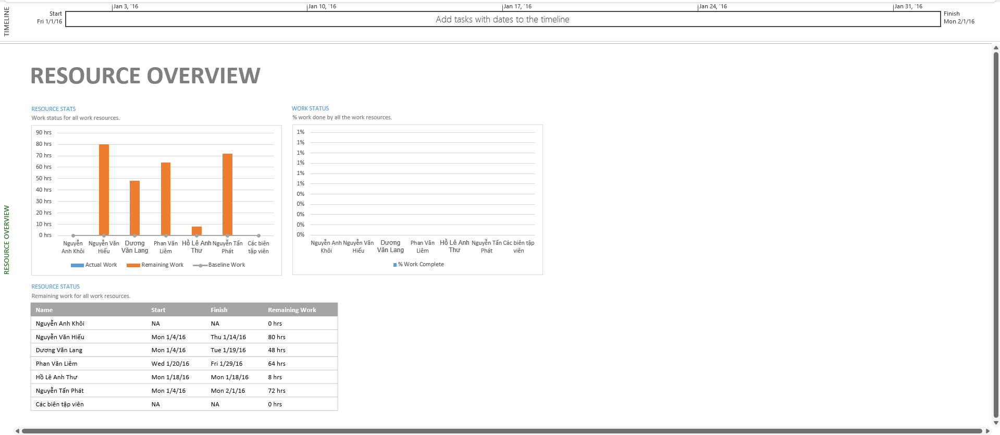 TIMELINE
Jan 3, '16
Jan 10, '16
Jan 17, '16
Jan 24, '16
Jan 31, '16
Start
Fri 1/1/16
Add tasks with dates to the timeline
Finish
Mon 2/1/16
RESOURCE OVERVIEW
RESOURCE OVERVIEW
RESOURCE STATS
Work status for all work resources.
90 hrs
80 hrs
70 hrs
60 hrs
50 hrs
40 hrs
30 hrs
20 hrs
10 hrs
0 hrs
Nguyễn Anh Khôi
Nguyễn Văn Hiếu
Dương Văn Lang
Phan Văn Liêm
Hồ Lê Anh Thư
Nguyễn Tấn Phát
Các biên tập viên
Actual Work
Remaining Work
Baseline Work
WORK STATUS
% work done by all the work resources.
1%
1%
1%
1%
1%
1%
0%
0%
0%
0%
0%
Nguyễn Anh Khôi
Nguyễn Văn Hiếu
Dương Văn Lang
Phan Văn Liêm
Hồ Lê Anh Thư
Nguyễn Tấn Phát
Các biên tập viên
% Work Complete
RESOURCE STATUS
Remaining work for all work resources.
Name Start Finish Remaining Work
Nguyễn Anh Khôi NA NA 0 hrs
Nguyễn Văn Hiếu Mon 1/4/16 Thu 1/14/16 80 hrs
Dương Văn Lang Mon 1/4/16 Tue 1/19/16 48 hrs
Phan Văn Liêm Wed 1/20/16 Fri 1/29/16 64 hrs
Hồ Lê Anh Thư Mon 1/18/16 Mon 1/18/16 8 hrs
Nguyễn Tấn Phát Mon 1/4/16 Mon 2/1/16 72 hrs
Các biên tập viên NA NA 0 hrs